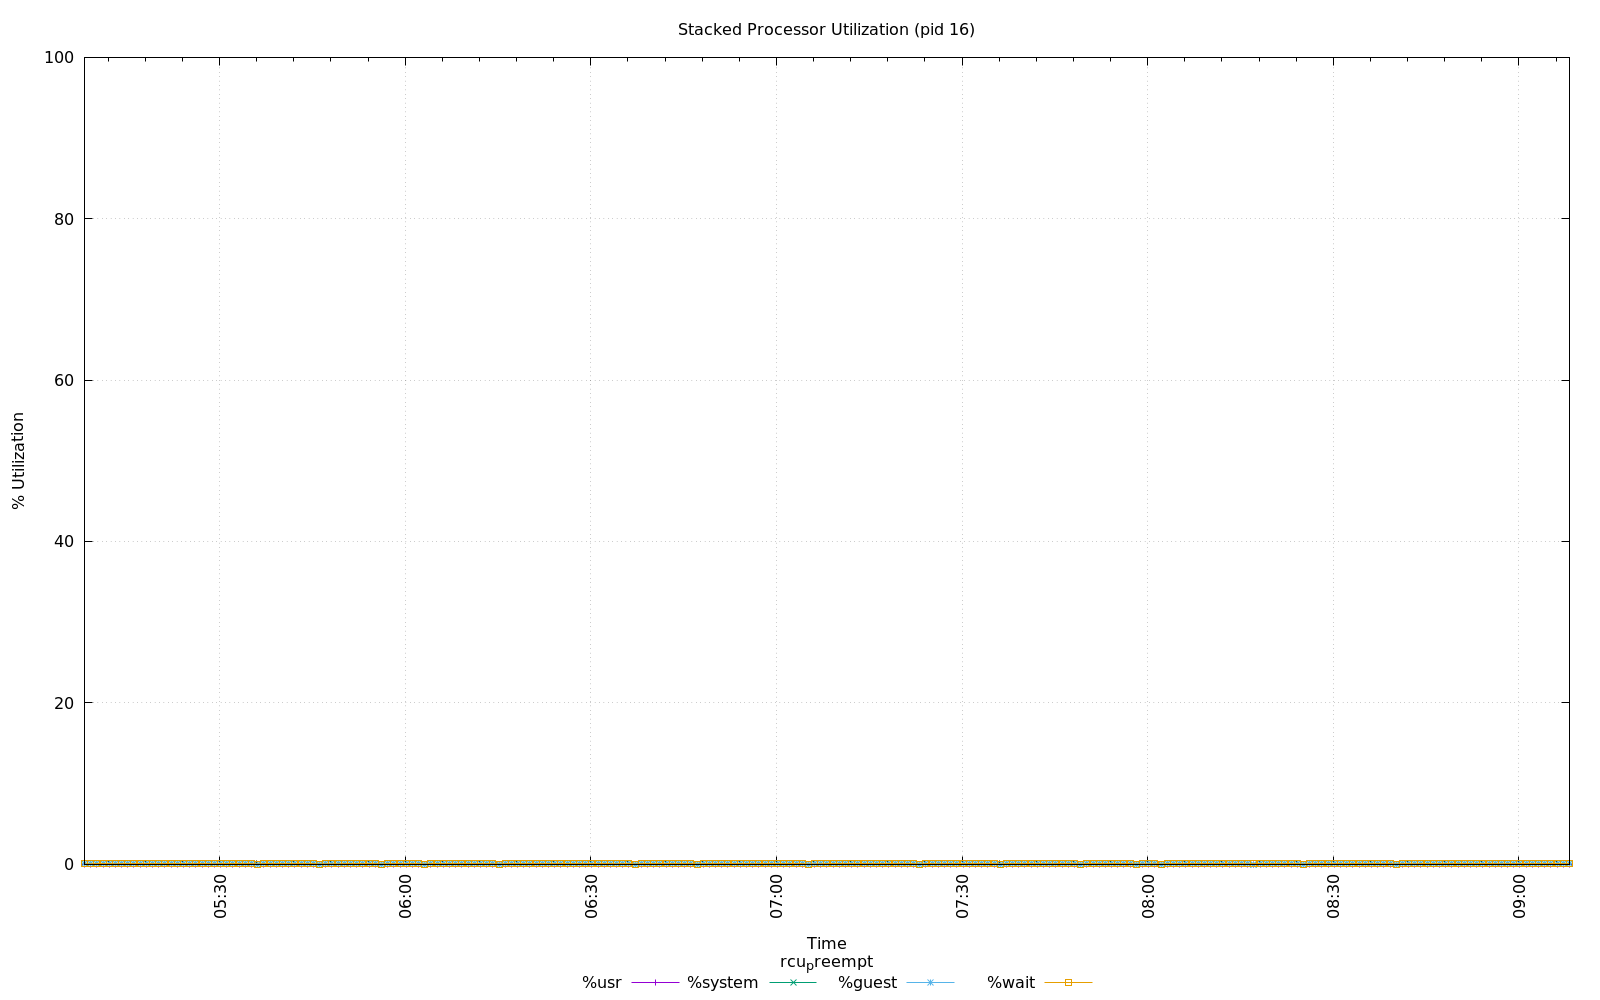 Stacked Processor Utilization (pid 16)
100
80
60
40
20
0
% Utilization
05:30 06:00 06:30 07:00 07:30 08:00 08:30 09:00
Time
rcupreempt
%usr %system %guest %wait